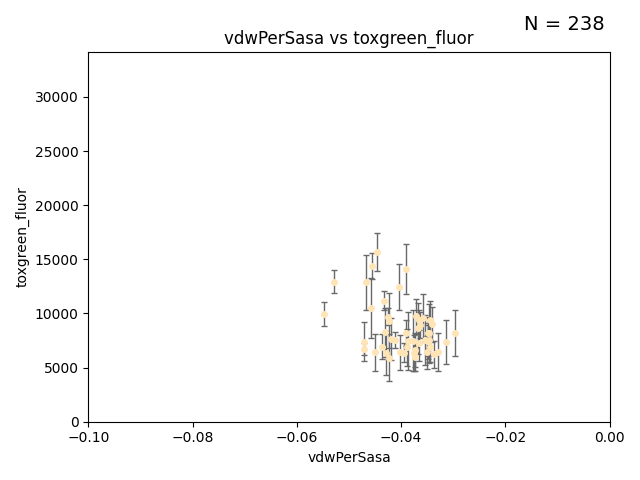 N = 238
vdwPerSasa vs toxgreen_fluor
30000
25000
20000
15000
10000
5000
0
toxgreen_fluor
−0.10 −0.08 −0.06 −0.04 −0.02 0.00
vdwPerSasa